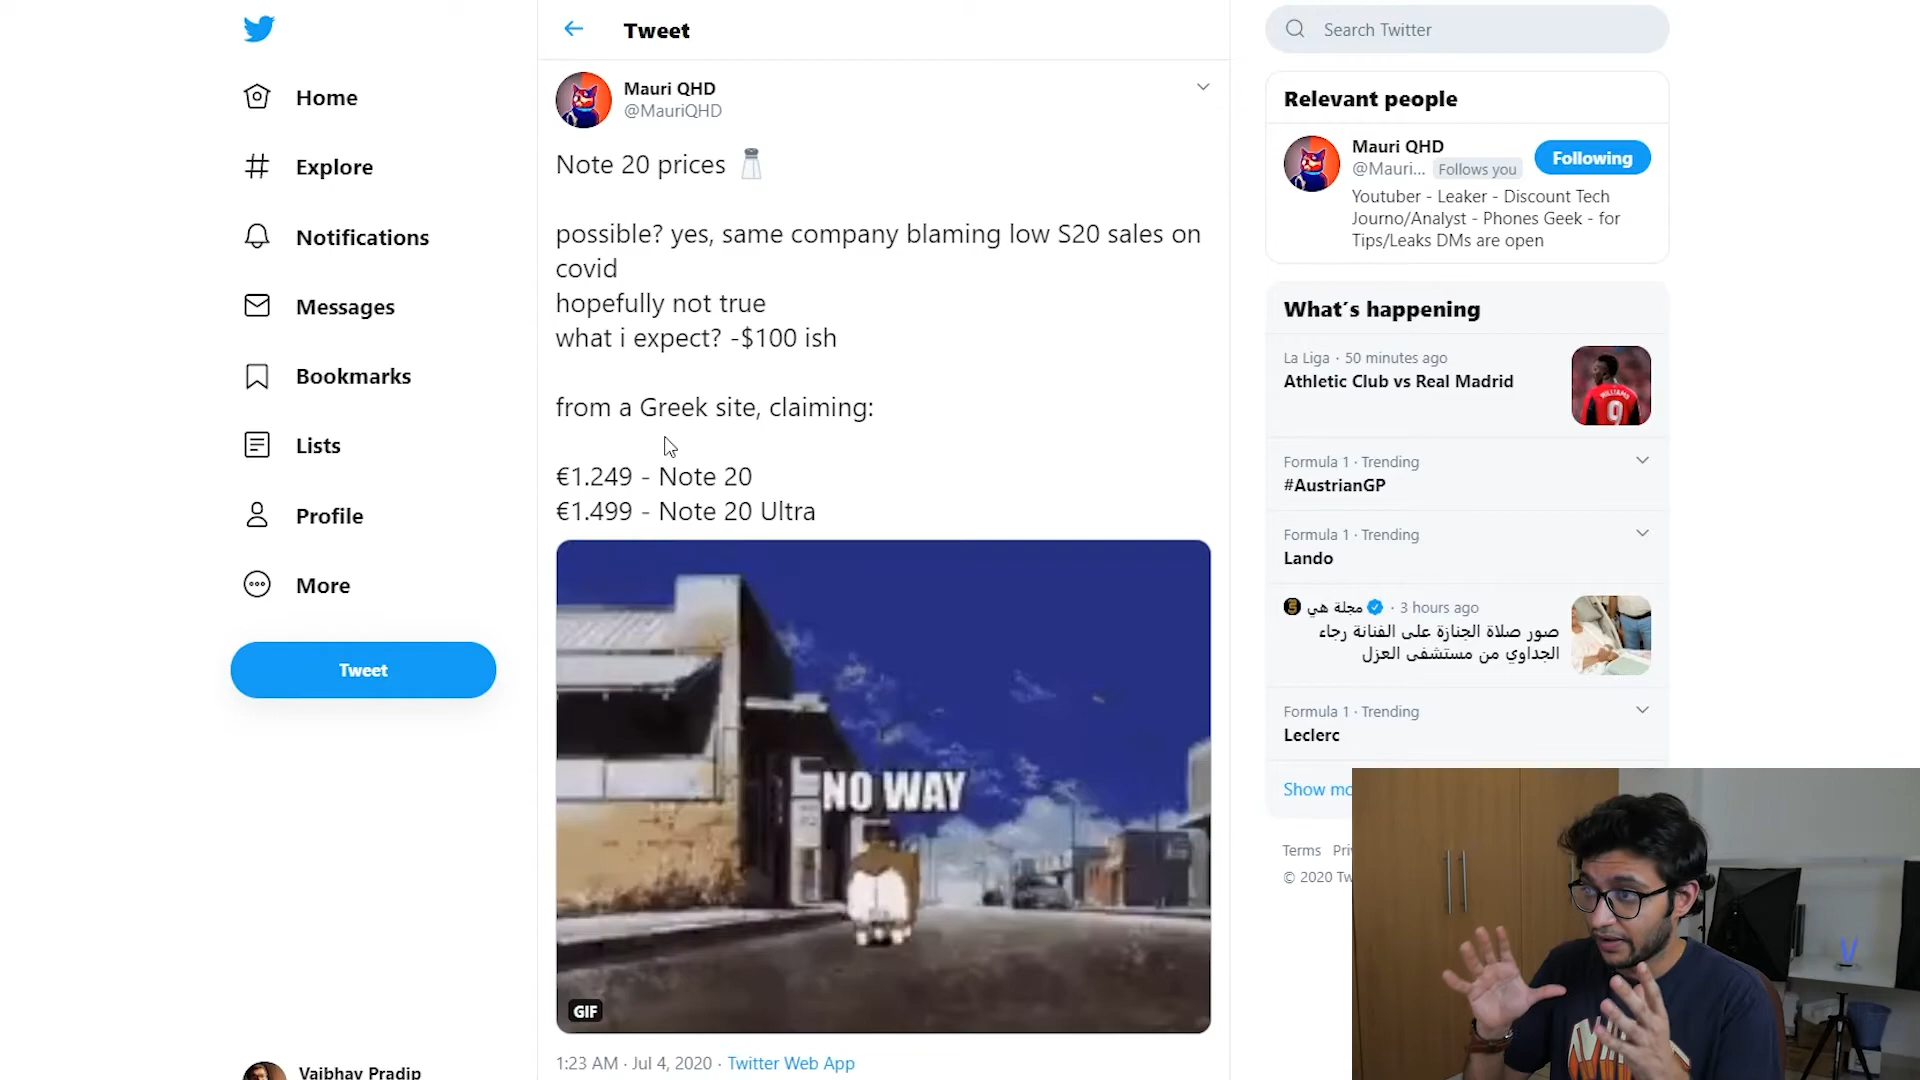 Home
Explore
Notifications
Messages
Bookmarks
Lists
Profile
More
Tweet
Vaibhav Pradip
Tweet
Mauri QHD
@MauriQHD
Note 20 prices
possible? yes, same company blaming low S20 sales on
covid
hopefully not true
what i expect? -$100 ish
from a Greek site, claiming:
€1.249 - Note 20
€1.499 - Note 20 Ultra
NO WAY
GIF
1:23 AM · Jul 4, 2020 · Twitter Web App
Search Twitter
Relevant people
Mauri QHD
@Mauri... Follows you
Following
Youtuber - Leaker - Discount Tech
Journo/Analyst - Phones Geek - for
Tips/Leaks DMs are open
What's happening
La Liga · 50 minutes ago
Athletic Club vs Real Madrid
WILLIAMS
9
Formula 1 · Trending
#AustrianGP
Formula 1 · Trending
Lando
مجلة هي · 3 hours ago
صور صلاة الجنازة على الفنانة رجاء
الجداوي من مستشفى العزل
Formula 1 · Trending
Leclerc
Show mo
Terms Pri
© 2020 Tw